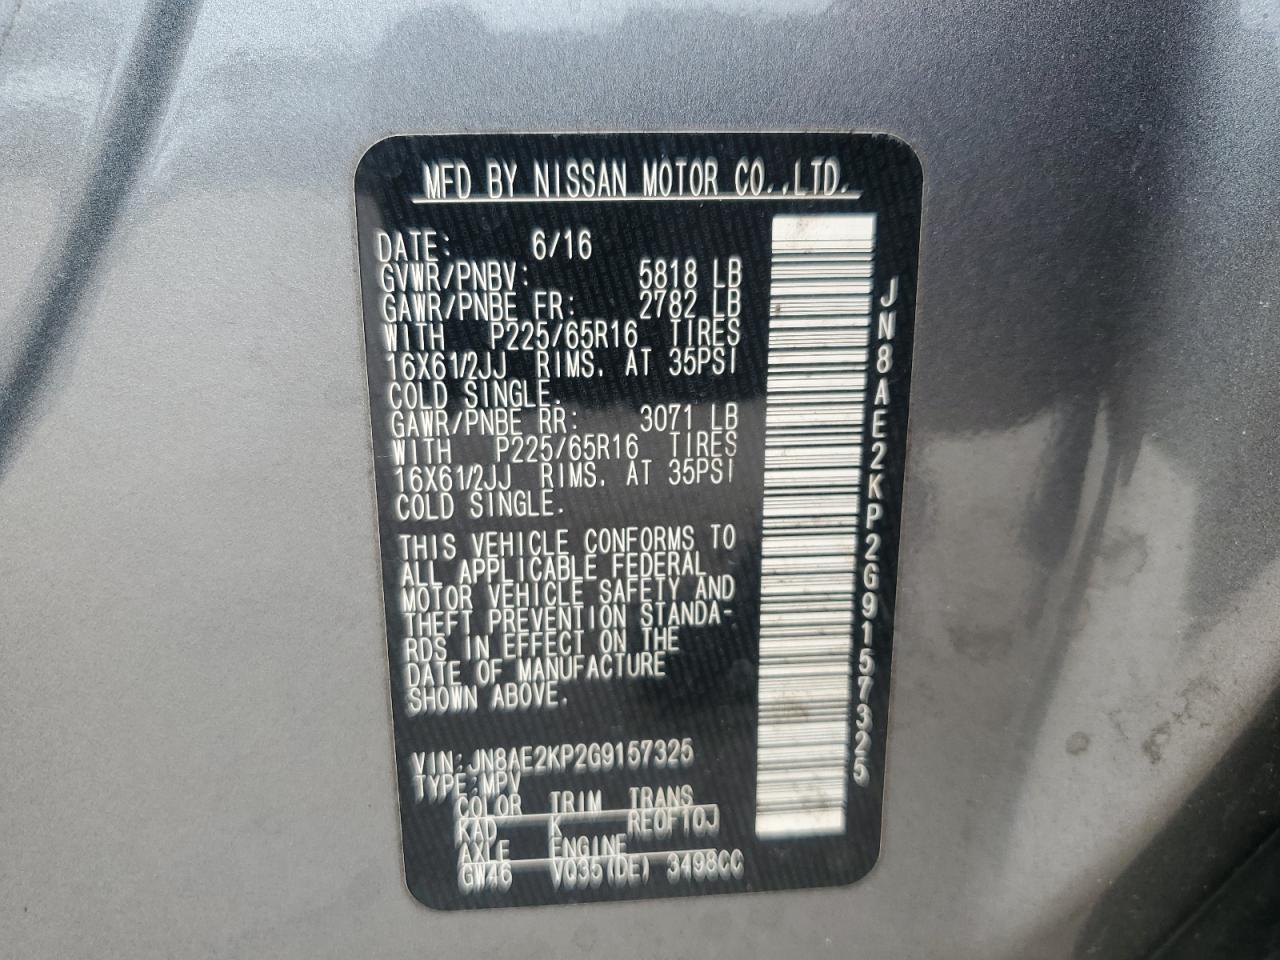 MFD BY NISSAN MOTOR CO.,LTD.
DATE: 6/16
GVWR/PNBV: 5818 LB
GAWR/PNBE FR: 2782 LB
WITH P225/65R16 TIRES
16X61/2JJ RIMS. AT 35PSI
COLD SINGLE.
GAWR/PNBE RR: 3071 LB
WITH P225/65R16 TIRES
16X61/2JJ RIMS. AT 35PSI
COLD SINGLE.
THIS VEHICLE CONFORMS TO
ALL APPLICABLE FEDERAL
MOTOR VEHICLE SAFETY AND
THEFT PREVENTION STANDA-
RDS IN EFFECT ON THE
DATE OF MANUFACTURE
SHOWN ABOVE.
VIN:JN8AE2KP2G9157325
TYPE:MPV
COLOR TRIM TRANS
KAD K RE0F10J
AXLE ENGINE
GW46 VQ35(DE) 3498CC
JN8AE2KP2G9157325